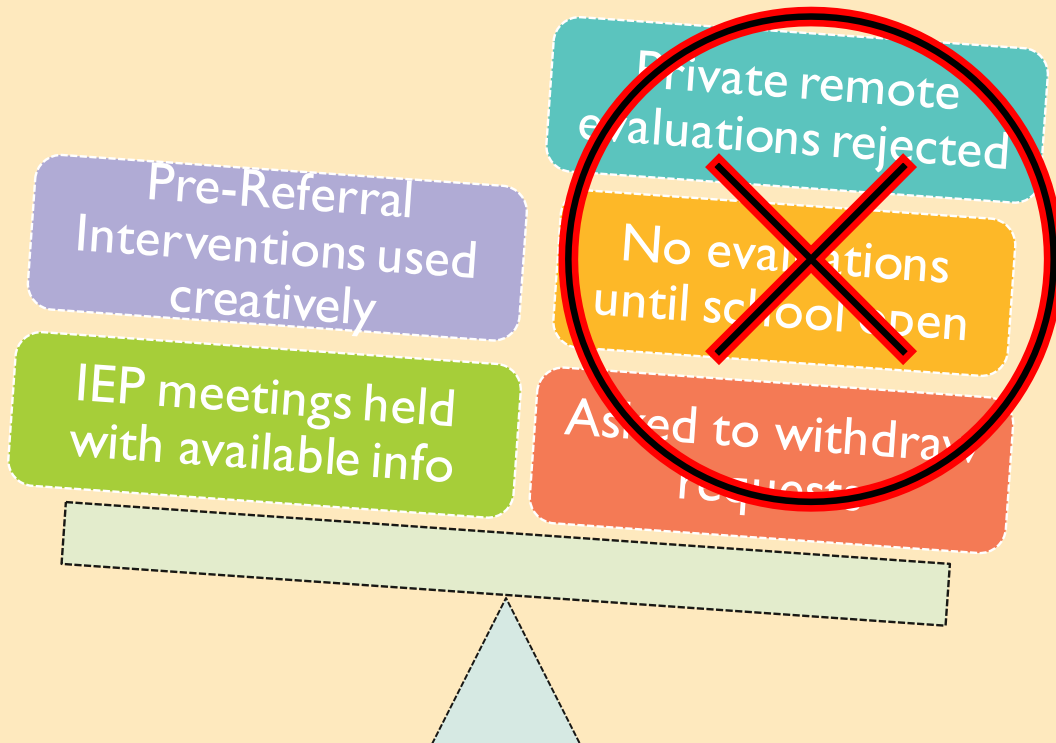 Private remote
evaluations rejected
Pre-Referral
Interventions used
creatively
No evaluations
until school open
IEP meetings held
with available info
Asked to withdraw
requests